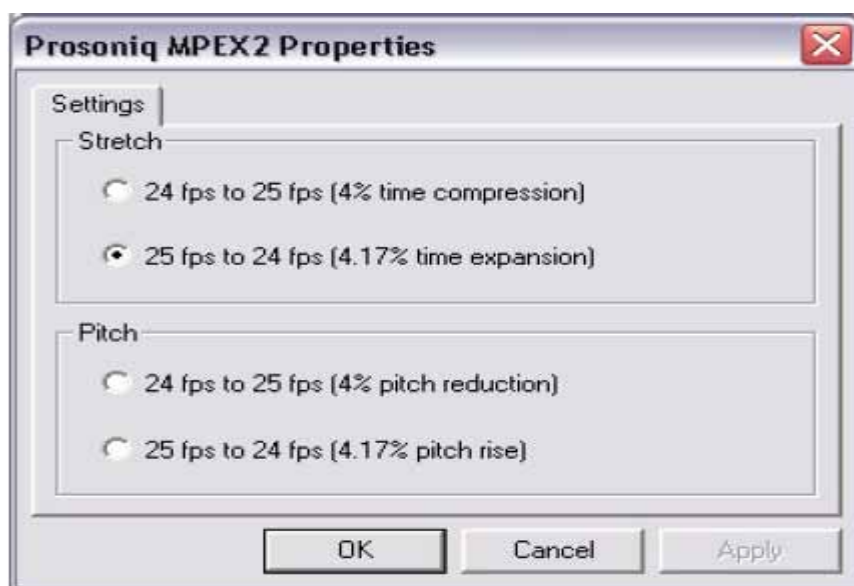 Prosoniq MPEX2 Properties
Settings
Stretch
24 fps to 25 fps (4% time compression)
25 fps to 24 fps (4.17% time expansion)
Pitch
24 fps to 25 fps (4% pitch reduction)
25 fps to 24 fps (4.17% pitch rise)
OK Cancel Apply